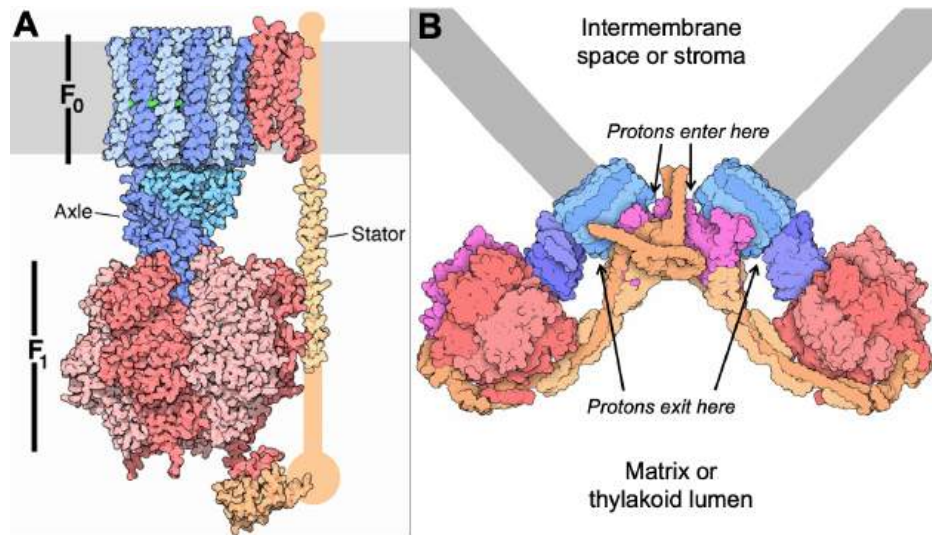 A
F0
Axle
Stator
F1
B
Intermembrane
space or stroma
Protons enter here
Protons exit here
Matrix or
thylakoid lumen